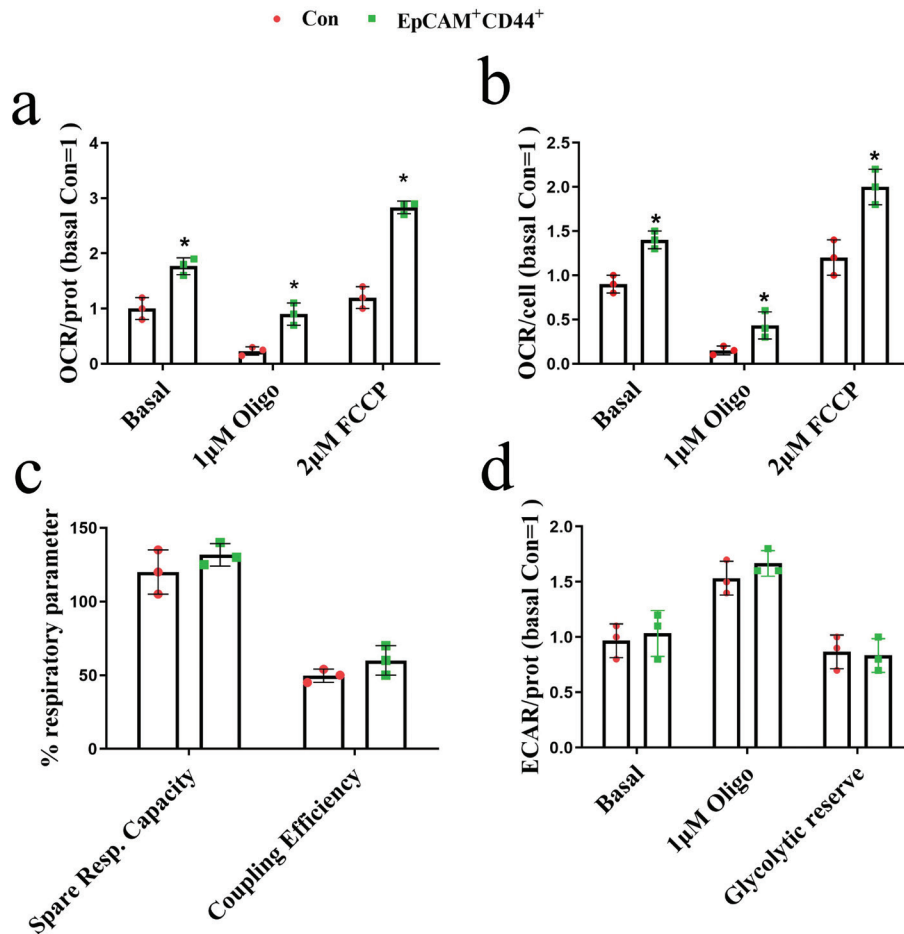 Con EpCAM⁺CD44⁺
a
OCR/prot (basal Con=1)
4
3
2
1
0
*
*
*
Basal
1µM Oligo
2µM FCCP
b
OCR/cell (basal Con=1)
2.5
2.0
1.5
1.0
0.5
0.0
*
*
*
Basal
1µM Oligo
2µM FCCP
c
% respiratory parameter
150
100
50
0
Spare Resp. Capacity
Coupling Efficiency
d
ECAR/prot (basal Con=1)
2.0
1.5
1.0
0.5
0.0
Basal
1µM Oligo
Glycolytic reserve